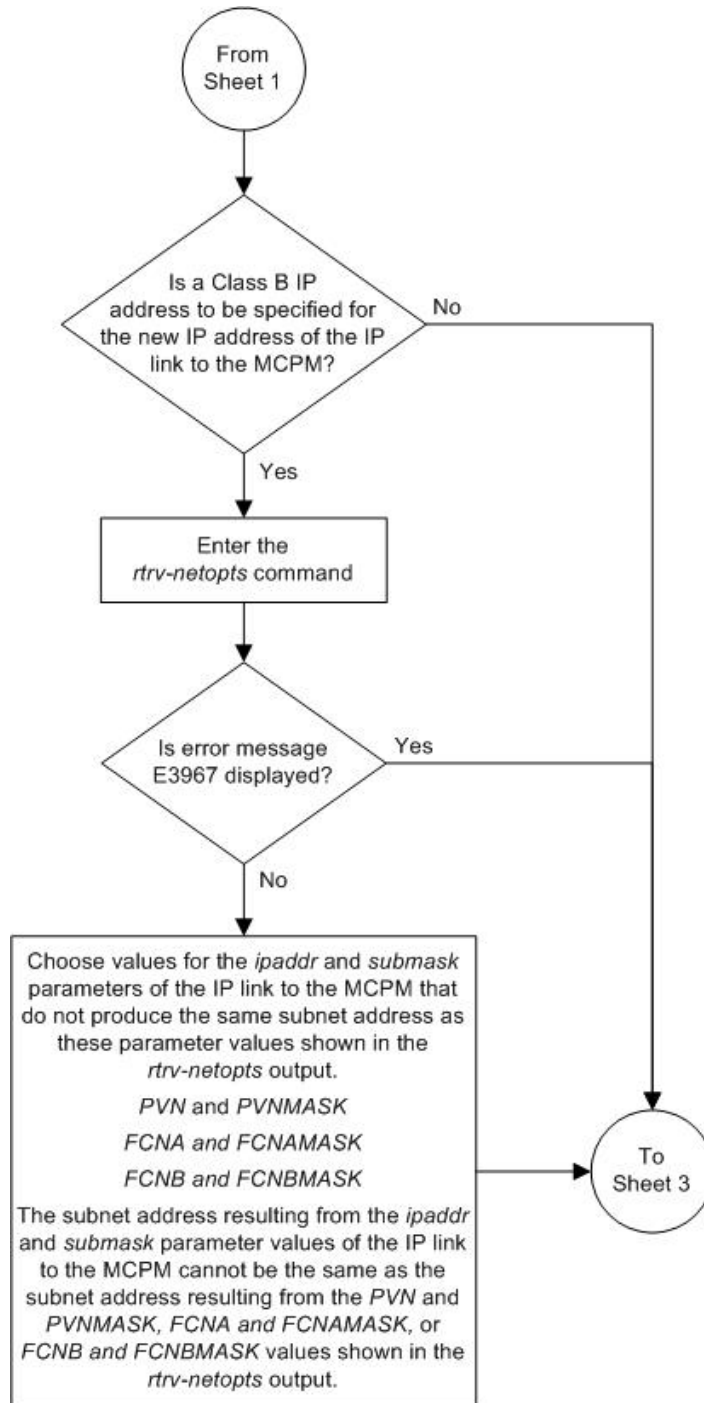 From
Sheet 1
Is a Class B IP
address to be specified for
the new IP address of the IP
link to the MCPM?
No
Yes
Enter the
rtrv-netopts command
Is error message
E3967 displayed?
Yes
No
Choose values for the ipaddr and submask
parameters of the IP link to the MCPM that
do not produce the same subnet address as
these parameter values shown in the
rtrv-netopts output.
PVN and PVNMASK
FCNA and FCNAMASK
FCNB and FCNBMASK
The subnet address resulting from the ipaddr
and submask parameter values of the IP link
to the MCPM cannot be the same as the
subnet address resulting from the PVN and
PVNMASK, FCNA and FCNAMASK, or
FCNB and FCNBMASK values shown in the
rtrv-netopts output.
To
Sheet 3